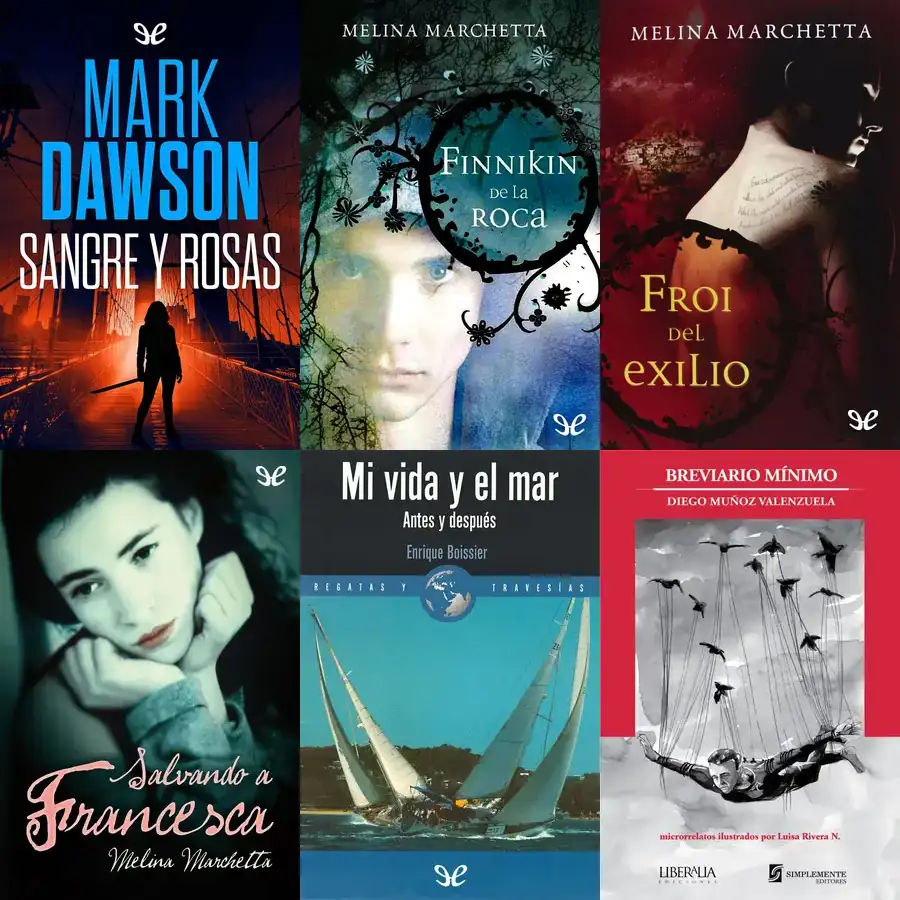 MARK
DAWSON
SANGRE Y ROSAS
MELINA MARCHETTA
FINNIKIN
DE LA
ROCA
MELINA MARCHETTA
FROI
DEL
EXILIO
Salvando a
Francesca
Melina Marchetta
Mi vida y el mar
Antes y después
Enrique Boissier
REGATAS Y TRAVESÍAS
BREVIARIO MÍNIMO
DIEGO MUÑOZ VALENZUELA
microrrelatos ilustrados por Luisa Rivera N.
LIBERALIA
EDICIONES
SIMPLEMENTE
EDITORES